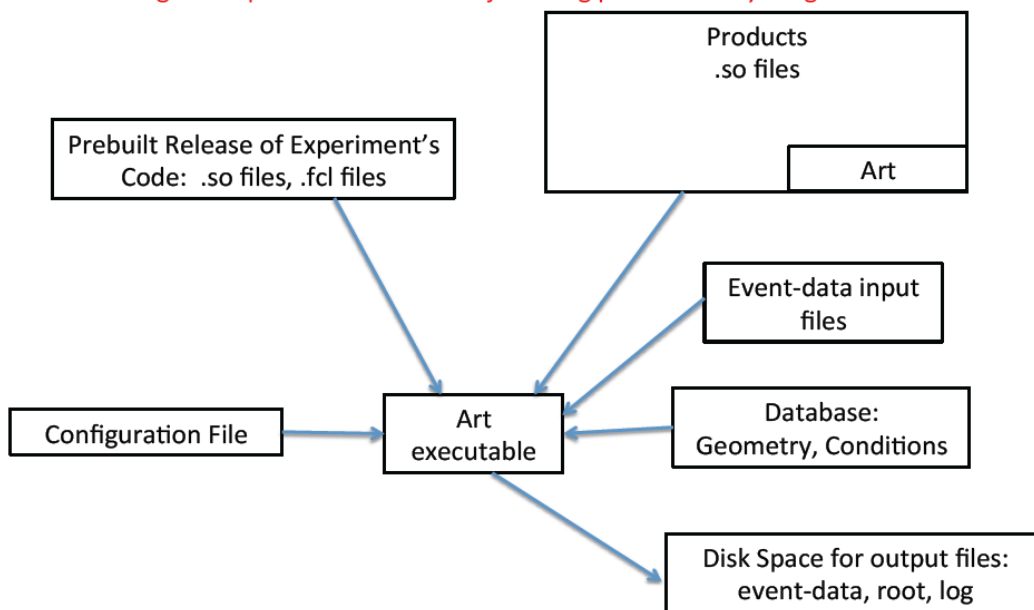 Products
.so files
Prebuilt Release of Experiment's
Code: .so files, .fcl files
Art
Event-data input
files
Configuration File
Art
executable
Database:
Geometry, Conditions
Disk Space for output files:
event-data, root, log